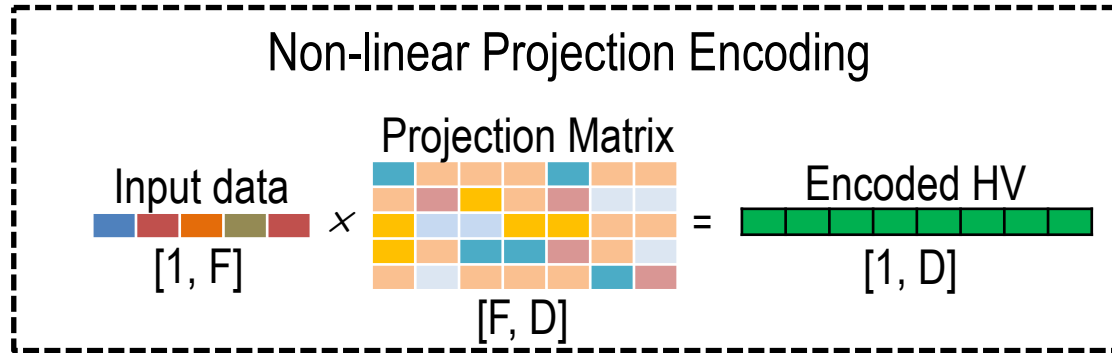 Non-linear Projection Encoding
Projection Matrix
Input data
Encoded HV
× =
[1, F]
[1, D]
[F, D]